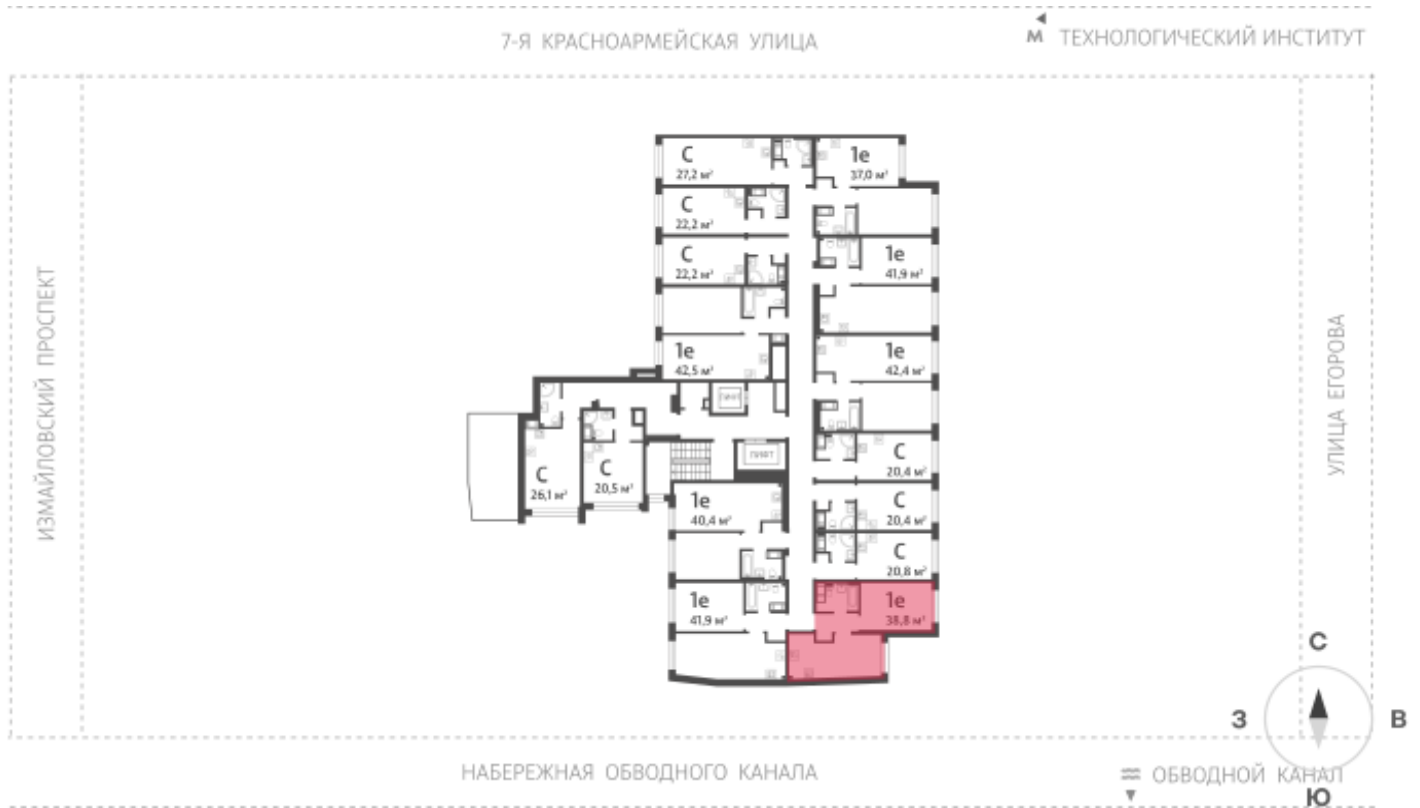 7-Я КРАСНОАРМЕЙСКАЯ УЛИЦА
М ТЕХНОЛОГИЧЕСКИЙ ИНСТИТУТ
ИЗМАЙЛОВСКИЙ ПРОСПЕКТ
С
27,2 м²
1е
37,0 м²
С
22,2 м²
С
22,2 м²
1е
41,9 м²
1е
42,5 м²
1е
42,4 м²
ЛИФТ
ЛИФТ
С
26,1 м²
С
20,5 м²
С
20,4 м²
1е
40,4 м²
С
20,4 м²
С
20,8 м²
1е
41,9 м²
1е
38,8 м²
УЛИЦА ЕГОРОВА
С
З
В
Ю
НАБЕРЕЖНАЯ ОБВОДНОГО КАНАЛА
ОБВОДНОЙ КАНАЛ